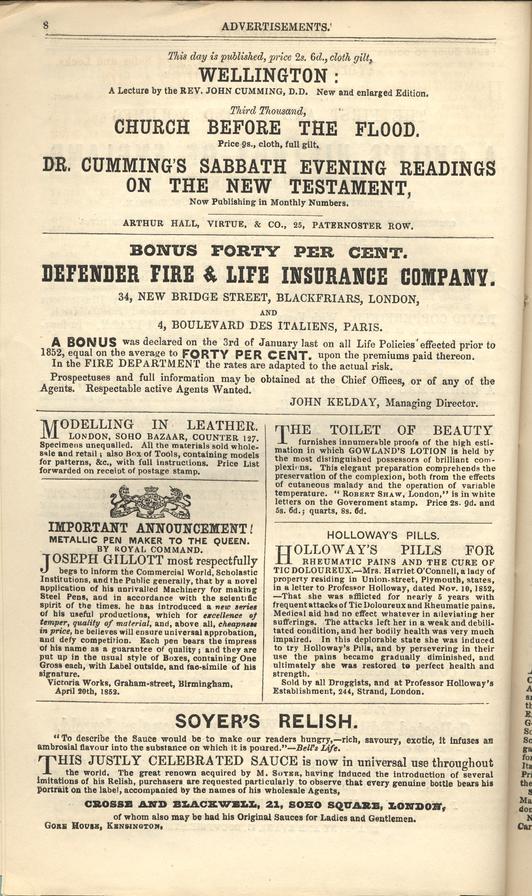 8
ADVERTISEMENTS.
This day is published, price 2s. 6d., cloth gilt,
WELLINGTON:
A Lecture by the REV. JOHN CUMMING, D.D. New and enlarged Edition.
Third Thousand,
CHURCH BEFORE THE FLOOD.
Price 9s., cloth, full gilt.
DR. CUMMING'S SABBATH EVENING READINGS
ON THE NEW TESTAMENT,
Now Publishing in Monthly Numbers.
ARTHUR HALL, VIRTUE, & CO., 25, PATERNOSTER ROW.
BONUS FORTY PER CENT.
DEFENDER FIRE & LIFE INSURANCE COMPANY.
34, NEW BRIDGE STREET, BLACKFRIARS, LONDON,
AND
4, BOULEVARD DES ITALIENS, PARIS.
A BONUS was declared on the 3rd of January last on all Life Policies effected prior to
1852, equal on the average to FORTY PER CENT. upon the premiums paid thereon.
In the FIRE DEPARTMENT the rates are adapted to the actual risk.
Prospectuses and full information may be obtained at the Chief Offices, or of any of the
Agents. Respectable active Agents Wanted.
JOHN KELDAY, Managing Director.
MODELLING IN LEATHER.
LONDON, SOHO BAZAAR, COUNTER 127.
Specimens unequalled. All the materials sold whole-
sale and retail; also Box of Tools, containing models
for patterns, &c., with full instructions. Price List
forwarded on receipt of postage stamp.
IMPORTANT ANNOUNCEMENT!
METALLIC PEN MAKER TO THE QUEEN.
BY ROYAL COMMAND.
JOSEPH GILLOTT most respectfully
begs to inform the Commercial World, Scholastic
Institutions, and the Public generally, that by a novel
application of his unrivalled Machinery for making
Steel Pens, and in accordance with the scientific
spirit of the times, he has introduced a new series
of his useful productions, which for excellence of
temper, quality of material, and, above all, cheapness
in price, he believes will ensure universal approbation,
and defy competition. Each pen bears the impress
of his name as a guarantee of quality; and they are
put up in the usual style of Boxes, containing One
Gross each, with Label outside, and fac-simile of his
signature.
Victoria Works, Graham-street, Birmingham,
April 20th, 1852.
THE TOILET OF BEAUTY
furnishes innumerable proofs of the high esti-
mation in which GOWLAND'S LOTION is held by
the most distinguished possessors of brilliant com-
plexions. This elegant preparation comprehends the
preservation of the complexion, both from the effects
of cutaneous malady and the operation of variable
temperature. "ROBERT SHAW, London," is in white
letters on the Government stamp. Price 2s. 9d. and
5s. 6d.; quarts, 8s. 6d.
HOLLOWAY'S PILLS.
HOLLOWAY'S PILLS FOR
RHEUMATIC PAINS AND THE CURE OF
TIC DOLOUREUX.—Mrs. Harriet O'Connell, a lady of
property residing in Union-street, Plymouth, states,
in a letter to Professor Holloway, dated Nov. 10, 1852,
—That she was afflicted for nearly 5 years with
frequent attacks of Tic Doloureux and Rheumatic pains.
Medical aid had no effect whatever in alleviating her
sufferings. The attacks left her in a weak and debili-
tated condition, and her bodily health was very much
impaired. In this deplorable state she was induced
to try Holloway's Pills, and by persevering in their
use the pains became gradually diminished, and
ultimately she was restored to perfect health and
strength.
Sold by all Druggists, and at Professor Holloway's
Establishment, 244, Strand, London.
SOYER'S RELISH.
"To describe the Sauce would be to make our readers hungry,—rich, savoury, exotic, it infuses an
ambrosial flavour into the substance on which it is poured."—Bell's Life.
THIS JUSTLY CELEBRATED SAUCE is now in universal use throughout
the world. The great renown acquired by M. SOYER, having induced the introduction of several
imitations of his Relish, purchasers are requested particularly to observe that every genuine bottle bears his
portrait on the label, accompanied by the names of his wholesale Agents,
CROSSE AND BLACKWELL, 21, SOHO SQUARE, LONDON,
of whom also may be had his Original Sauces for Ladies and Gentlemen.
GORE HOUSE, KENSINGTON,